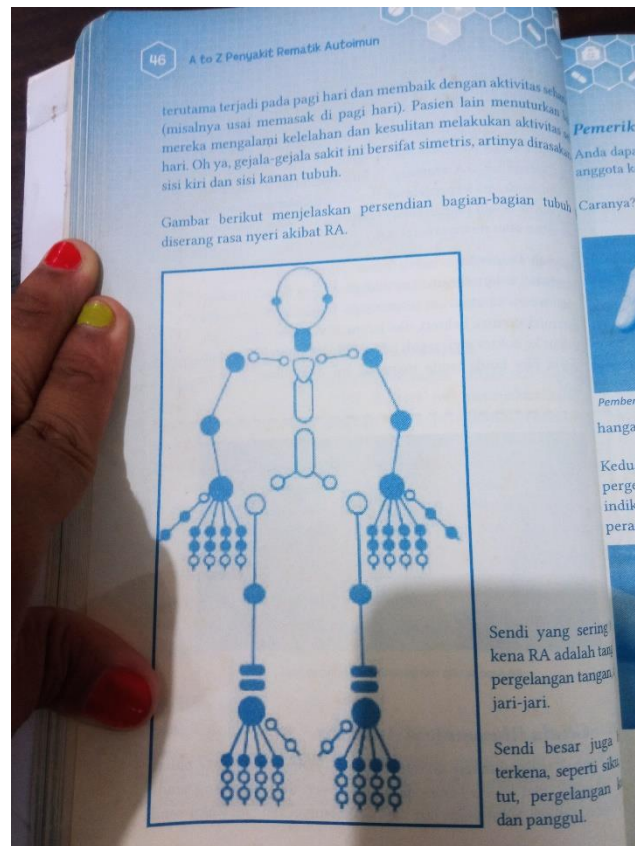 46
A to Z Penyakit Rematik Autoimun
terutama terjadi pada pagi hari dan membaik dengan aktivitas
(misalnya usai memasak di pagi hari). Pasien lain menuturkan
mereka mengalami kelelahan dan kesulitan melakukan aktivitas
hari. Oh ya, gejala-gejala sakit ini bersifat simetris, artinya dirasakan
sisi kiri dan sisi kanan tubuh.
Gambar berikut menjelaskan persendian bagian-bagian tubuh
diserang rasa nyeri akibat RA.
Sendi yang sering
kena RA adalah
pergelangan tangan
jari-jari.
Sendi besar juga
terkena, seperti
tut, pergelangan
dan panggul.
Pemerik
Anda dapa
anggota k
Caranya?
Pember
hanga
Kedu
perge
indik
pera